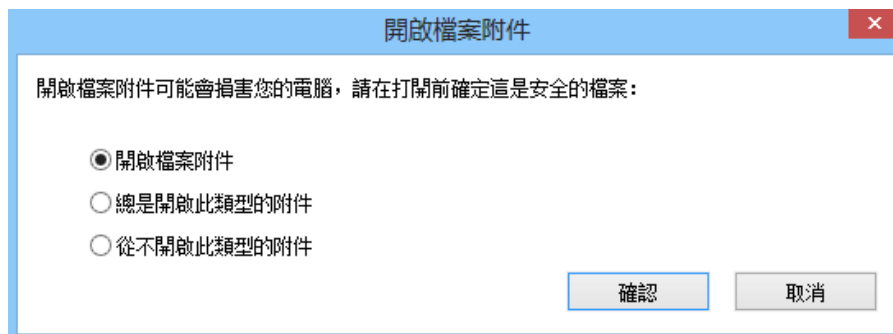 開啟檔案附件
開啟檔案附件可能會損害您的電腦，請在打開前確定這是安全的檔案：
開啟檔案附件
總是開啟此類型的附件
從不開啟此類型的附件
確認 取消